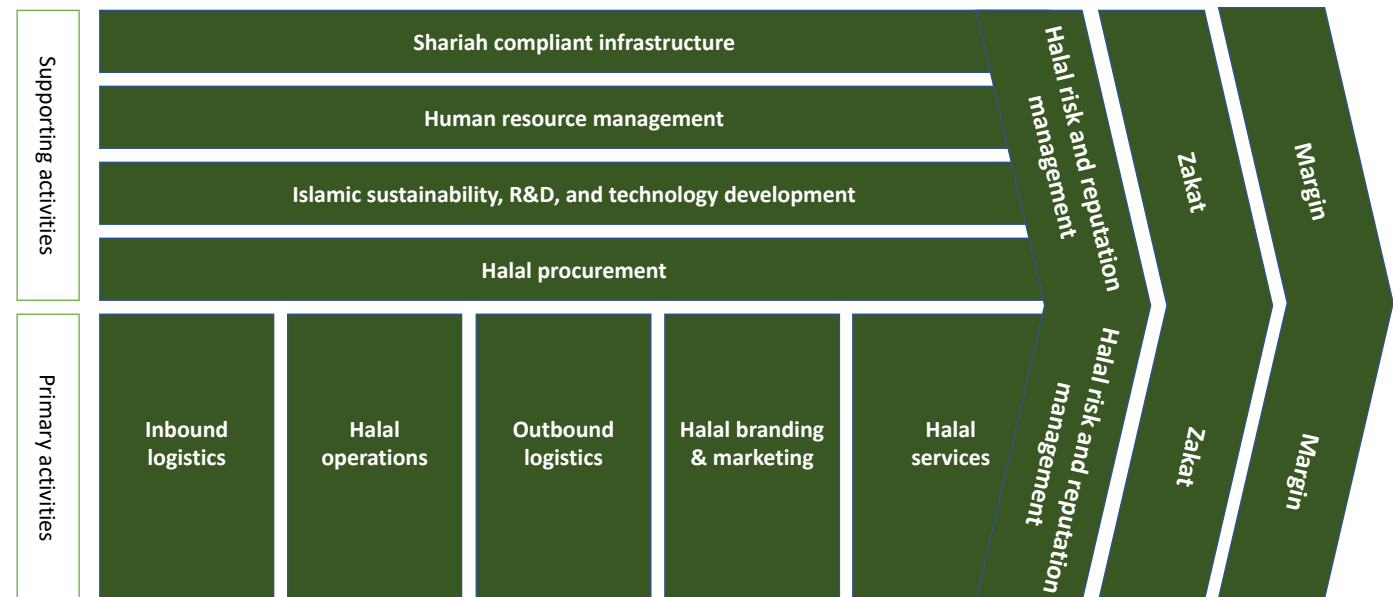 Supporting activities
Shariah compliant infrastructure
Human resource management
Islamic sustainability, R&D, and technology development
Halal procurement
Halal risk and reputation
management
Zakat
Margin
Primary activities
Inbound
logistics
Halal
operations
Outbound
logistics
Halal branding
& marketing
Halal
services
Halal risk and reputation
management
Zakat
Margin